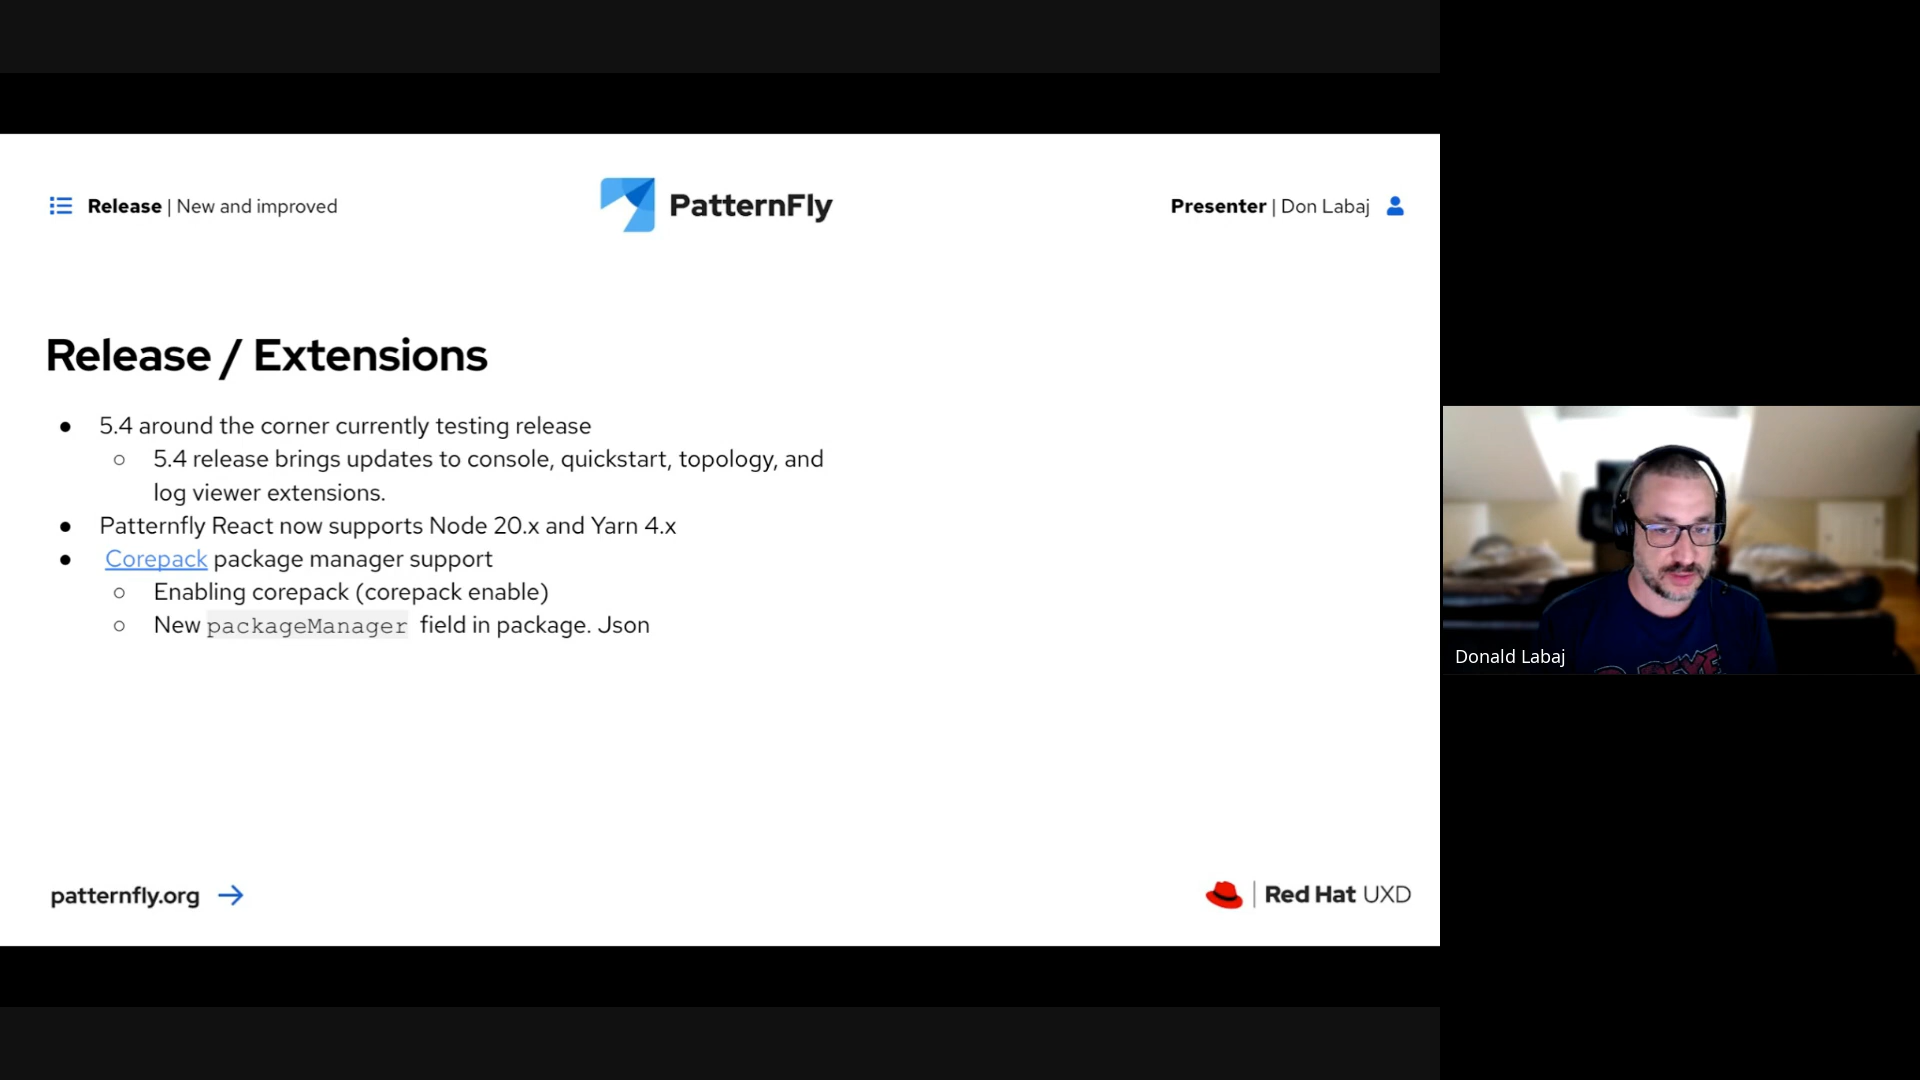 Release | New and improved
PatternFly
Presenter | Don Labaj
Release / Extensions
● 5.4 around the corner currently testing release
○ 5.4 release brings updates to console, quickstart, topology, and
log viewer extensions.
● Patternfly React now supports Node 20.x and Yarn 4.x
● Corepack package manager support
○ Enabling corepack (corepack enable)
○ New packageManager field in package. Json
Donald Labaj
patternfly.org →
Red Hat UXD